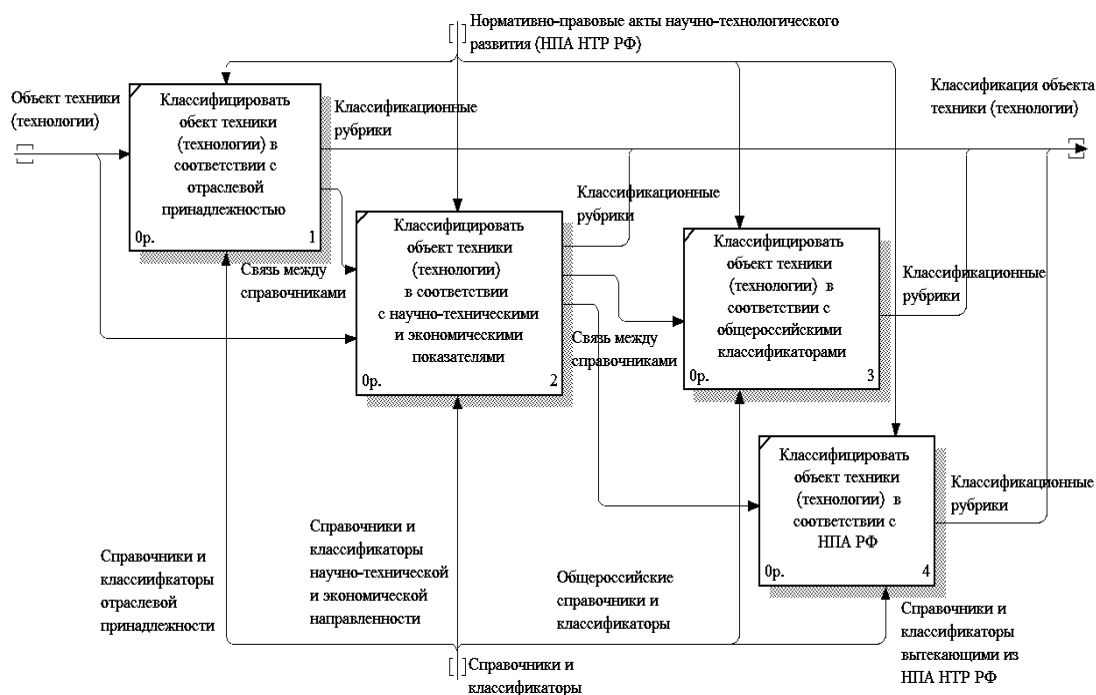 Нормативно-правовые акты научно-технологического
развития (НПА НТР РФ)
Объект техники
(технологии)
Классифицировать
обект техники
(технологии) в
соответствии с
отраслевой
принадлежностью
0р.
1
Классификационные
рубрики
Классификация объекта
техники (технологии)
Классификационные
рубрики
Классифицировать
объект техники
(технологии)
в соответствии
с научно-техническими
и экономическими
показателями
0р.
2
Связь между
справочниками
Классифицировать
объект техники
(технологии) в
соответствии с
общероссийскими
классификаторами
0р.
3
Классификационные
рубрики
Связь между
справочниками
Классифицировать
объект техники
(технологии) в
соответствии с
НПА РФ
0р.
4
Классификационные
рубрики
Справочники и
классиифкаторы
отраслевой
принадлежности
Справочники и
классификаторы
научно-технической
и экономической
направленности
Общероссийские
справочники и
классификаторы
Справочники и
классификаторы
вытекающими из
НПА НТР РФ
Справочники и
классификаторы